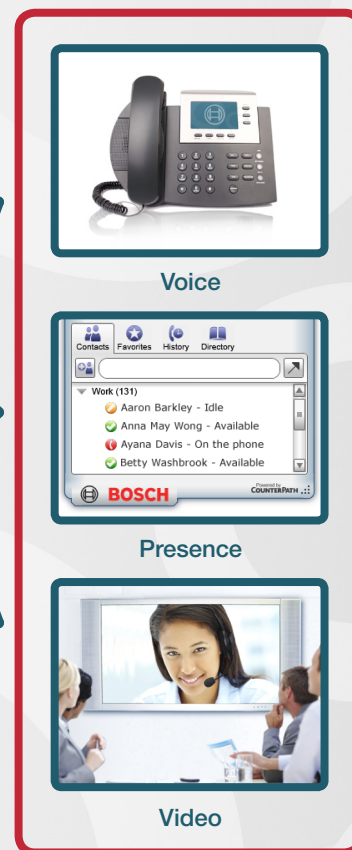 Voice
Contacts Favorites History Directory
Work (131)
Aaron Barkley - Idle
Anna May Wong - Available
Ayana Davis - On the phone
Betty Washbrook - Available
BOSCH
Powered by
COUNTERPATH
Presence
Video